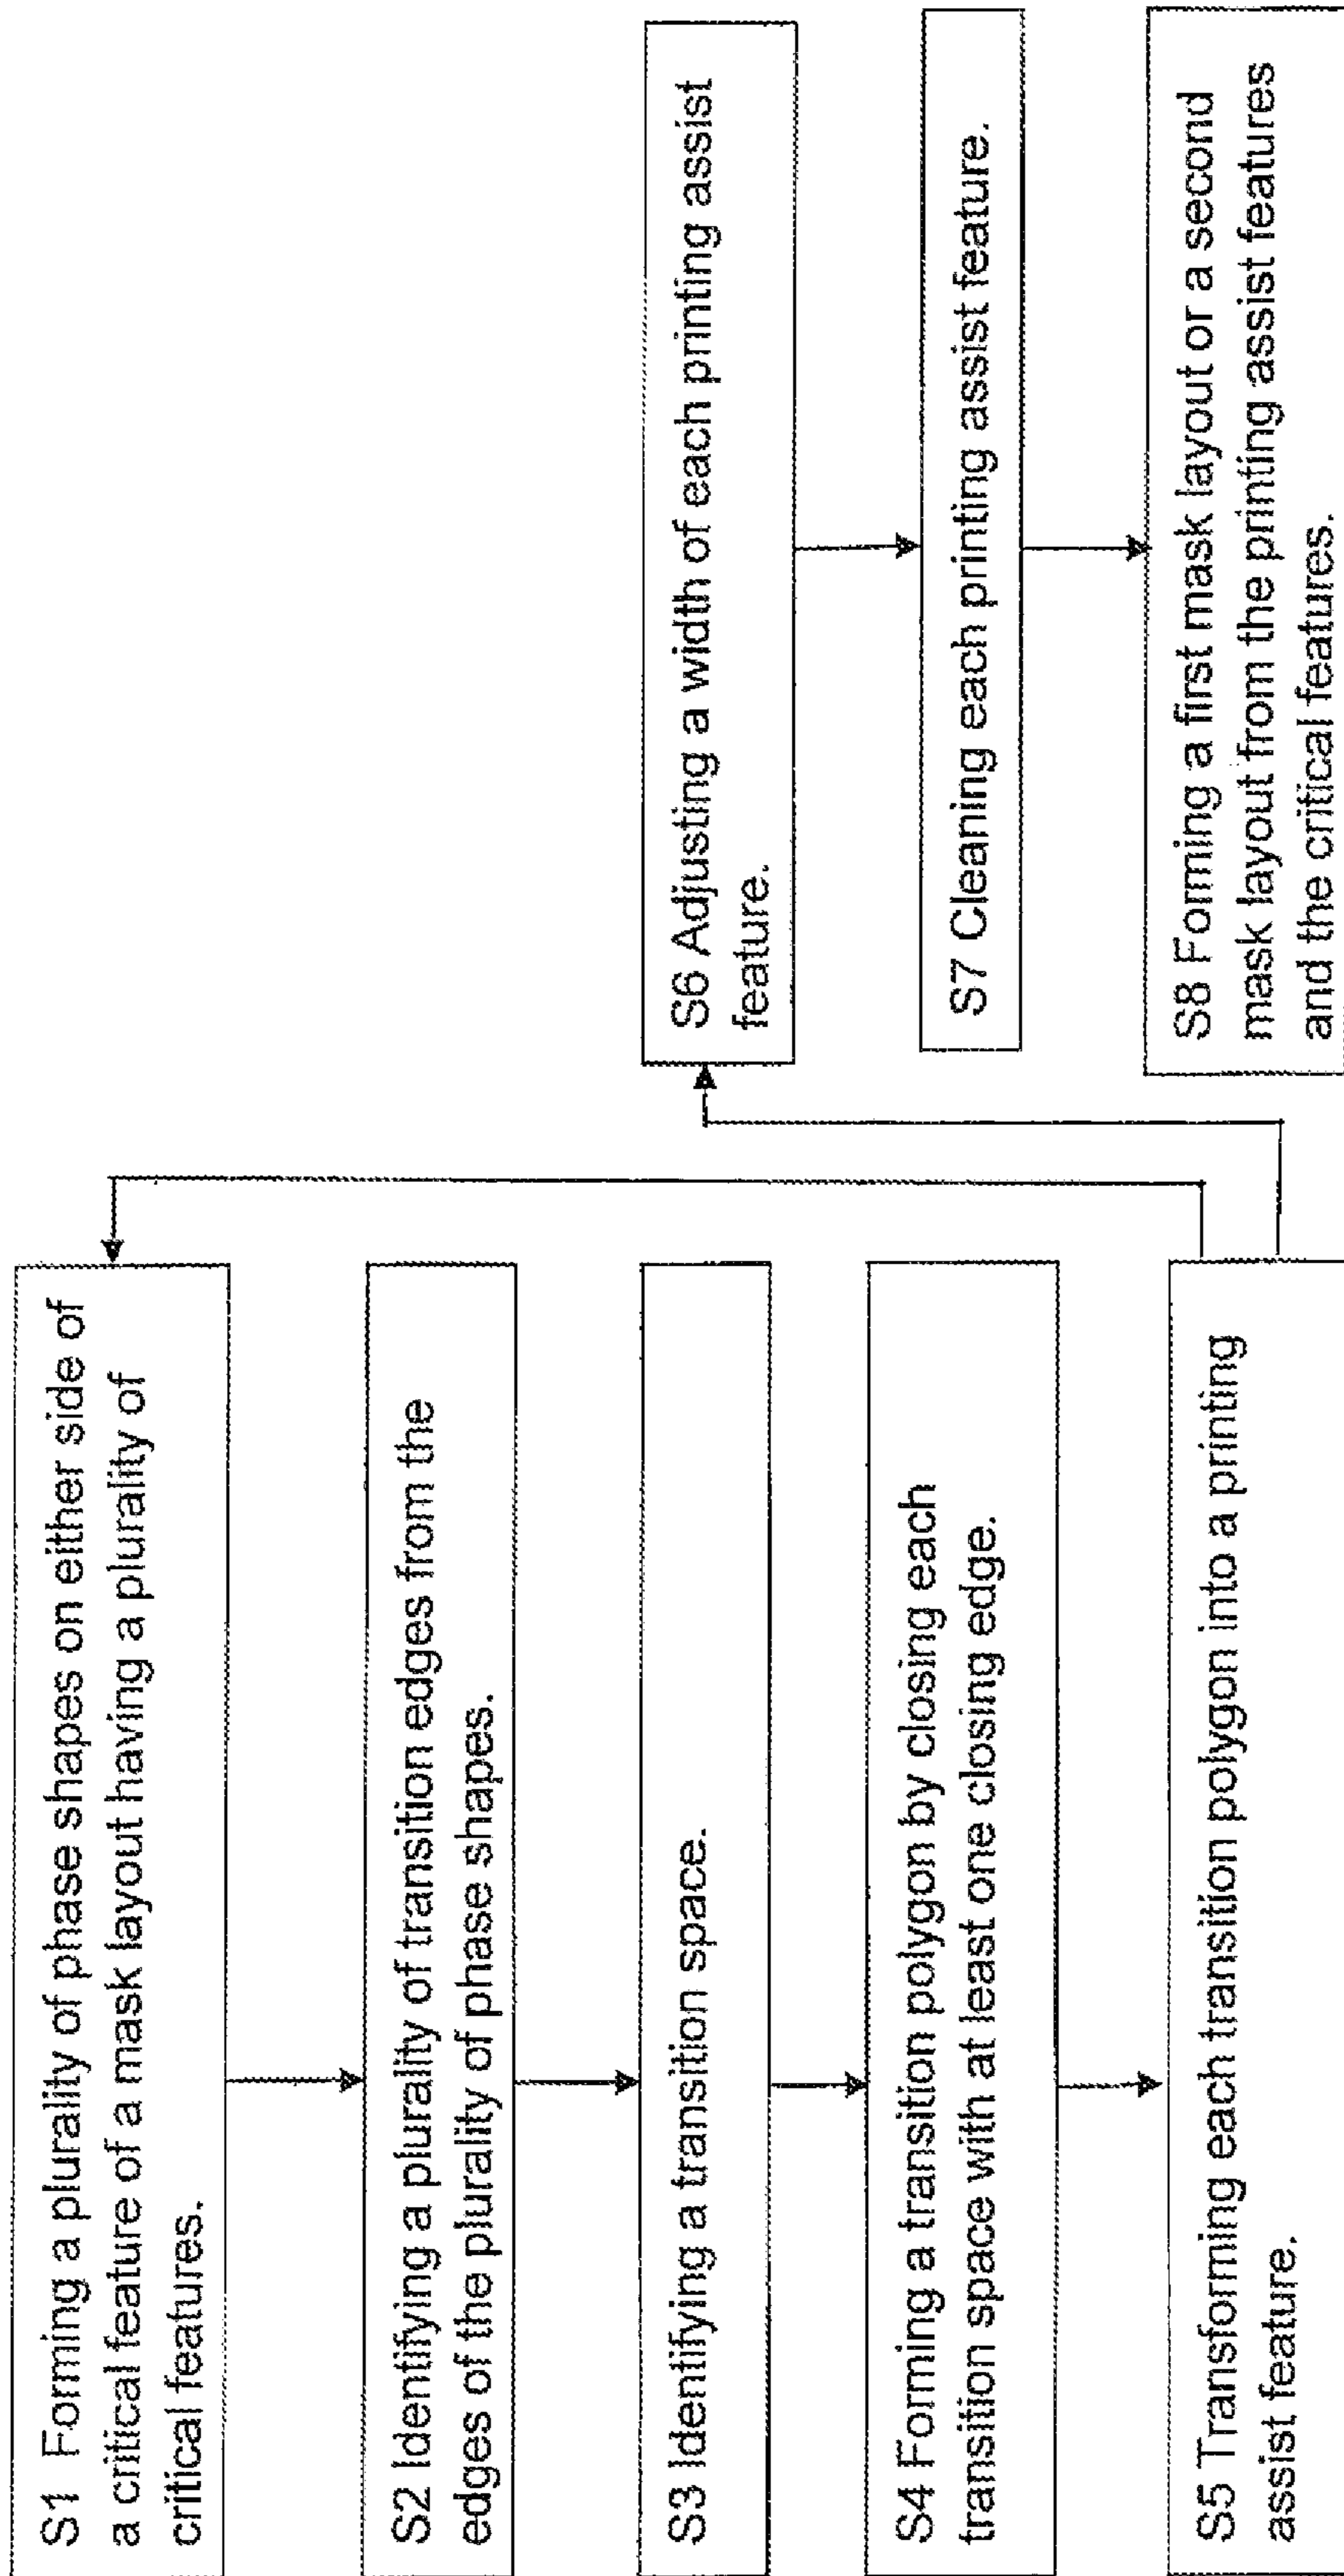 S1 Forming a plurality of phase shapes on either side of
a critical feature of a mask layout having a plurality of
critical features.
S2 Identifying a plurality of transition edges from the
edges of the plurality of phase shapes.
S3 Identifying a transition space.
S4 Forming a transition polygon by closing each
transition space with at least one closing edge.
S5 Transforming each transition polygon into a printing
assist feature.
S6 Adjusting a width of each printing assist
feature.
S7 Cleaning each printing assist feature.
S8 Forming a first mask layout or a second
mask layout from the printing assist features
and the critical features.